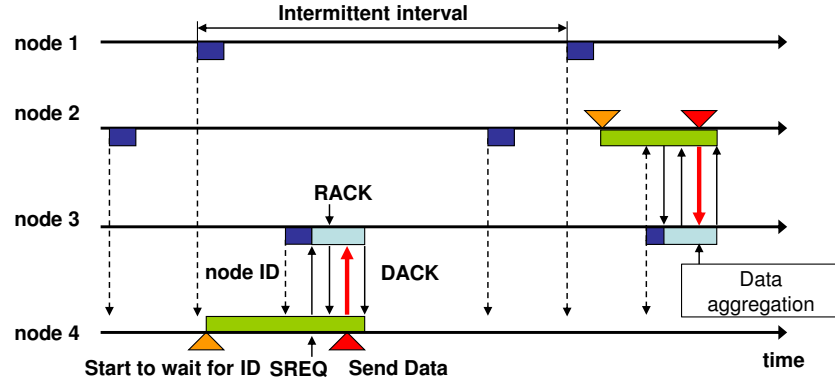 Intermittent interval
node 1
node 2
RACK
node 3
node ID
DACK
Data
aggregation
node 4
Start to wait for ID
SREQ
Send Data
time